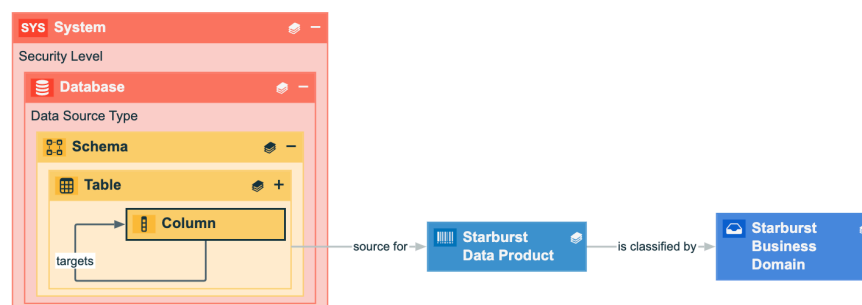 SYS System
Security Level
Database
Data Source Type
Schema
Table
Column
targets
source for
Starburst
Data Product
is classified by
Starburst
Business
Domain